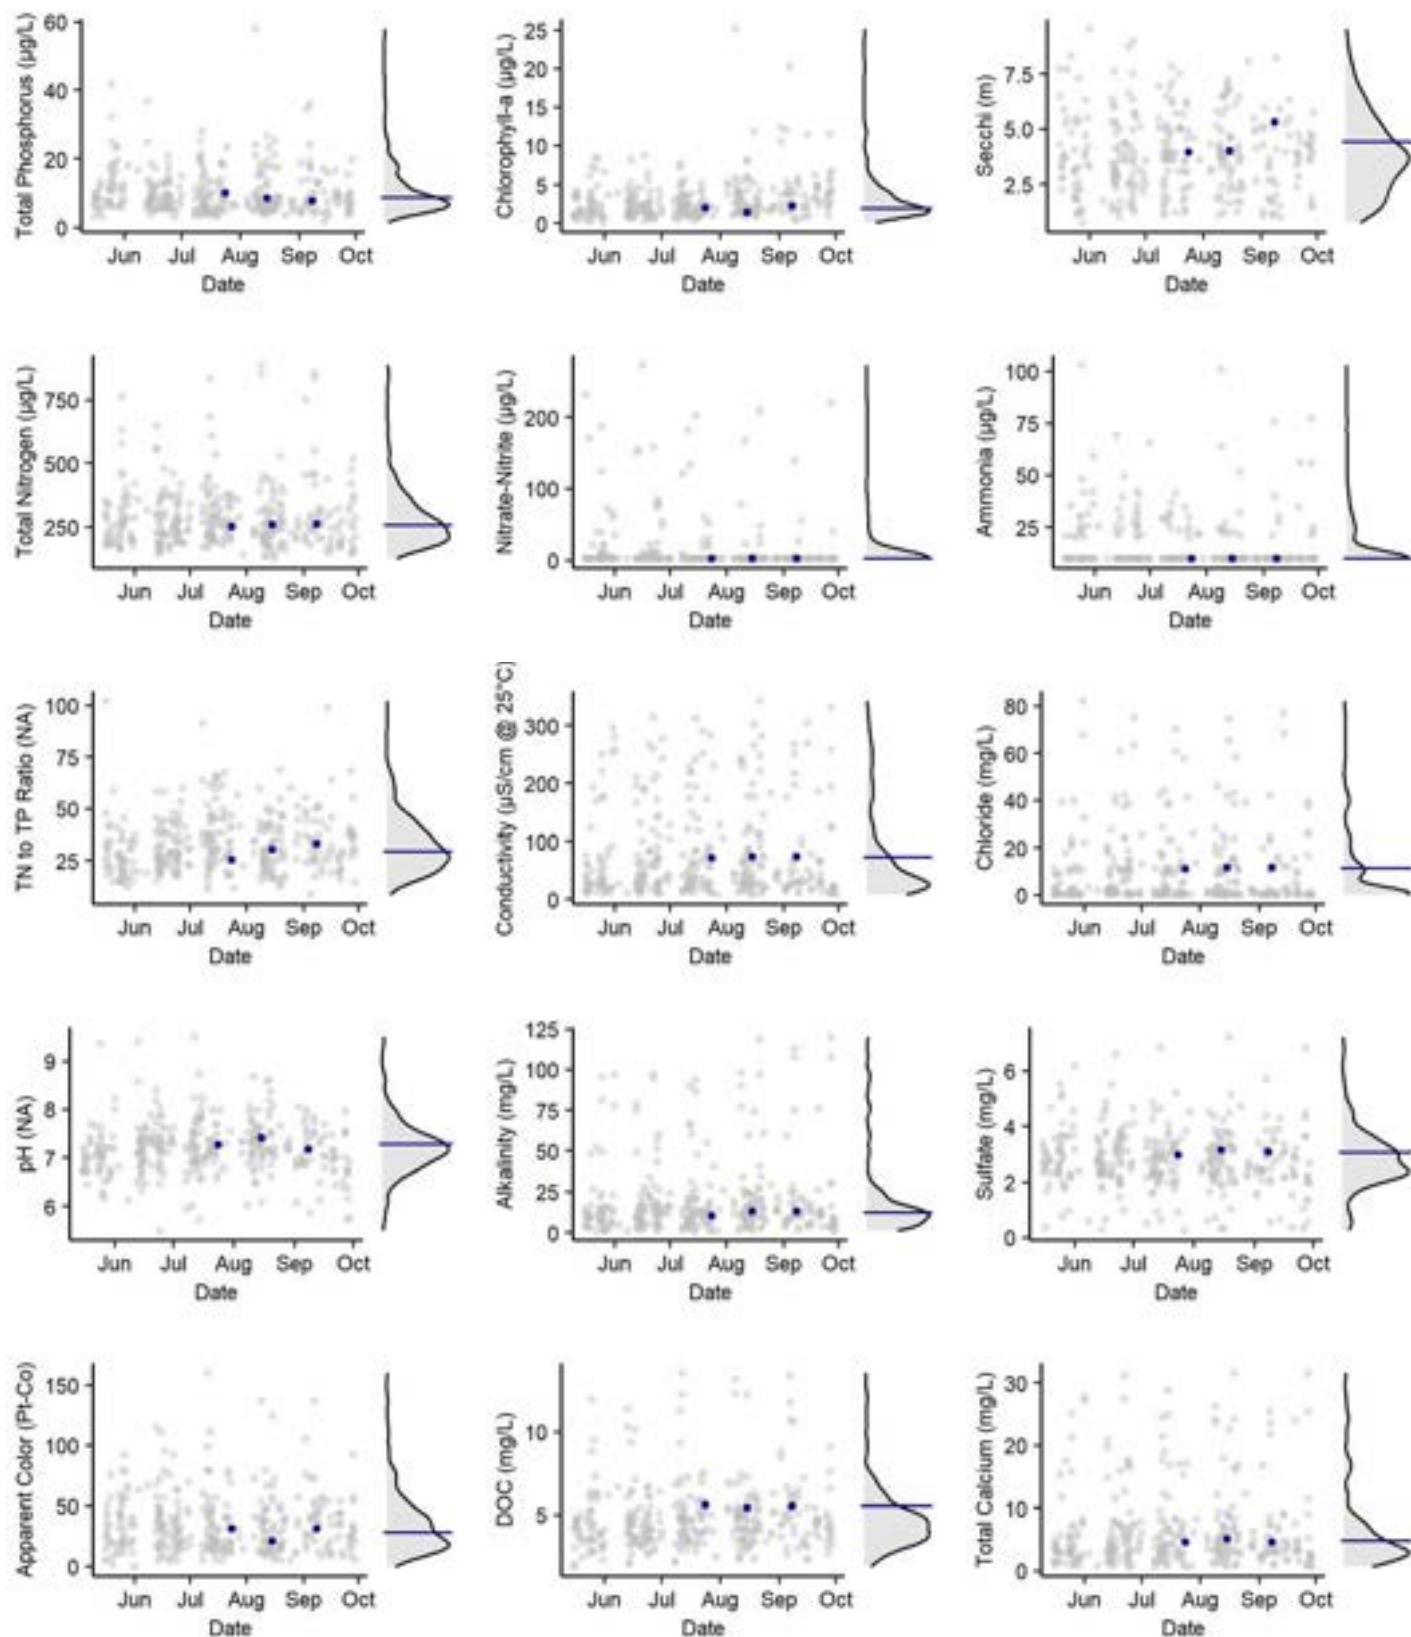 Total Phosphorus (µg/L)
60
40
20
0
Jun Jul Aug Sep Oct
Date
Chlorophyll-a (µg/L)
25
20
15
10
5
0
Jun Jul Aug Sep Oct
Date
Secchi (m)
7.5
5.0
2.5
Jun Jul Aug Sep Oct
Date
Total Nitrogen (µg/L)
750
500
250
Jun Jul Aug Sep Oct
Date
Nitrate-Nitrite (µg/L)
200
100
0
Jun Jul Aug Sep Oct
Date
Ammonia (µg/L)
100
75
50
25
Jun Jul Aug Sep Oct
Date
TN to TP Ratio (NA)
100
75
50
25
Jun Jul Aug Sep Oct
Date
Conductivity (µS/cm @ 25°C)
300
200
100
0
Jun Jul Aug Sep Oct
Date
Chloride (mg/L)
80
60
40
20
0
Jun Jul Aug Sep Oct
Date
pH (NA)
9
8
7
6
Jun Jul Aug Sep Oct
Date
Alkalinity (mg/L)
125
100
75
50
25
0
Jun Jul Aug Sep Oct
Date
Sulfate (mg/L)
6
4
2
0
Jun Jul Aug Sep Oct
Date
Apparent Color (Pt-Co)
150
100
50
0
Jun Jul Aug Sep Oct
Date
DOC (mg/L)
10
5
Jun Jul Aug Sep Oct
Date
Total Calcium (mg/L)
30
20
10
0
Jun Jul Aug Sep Oct
Date